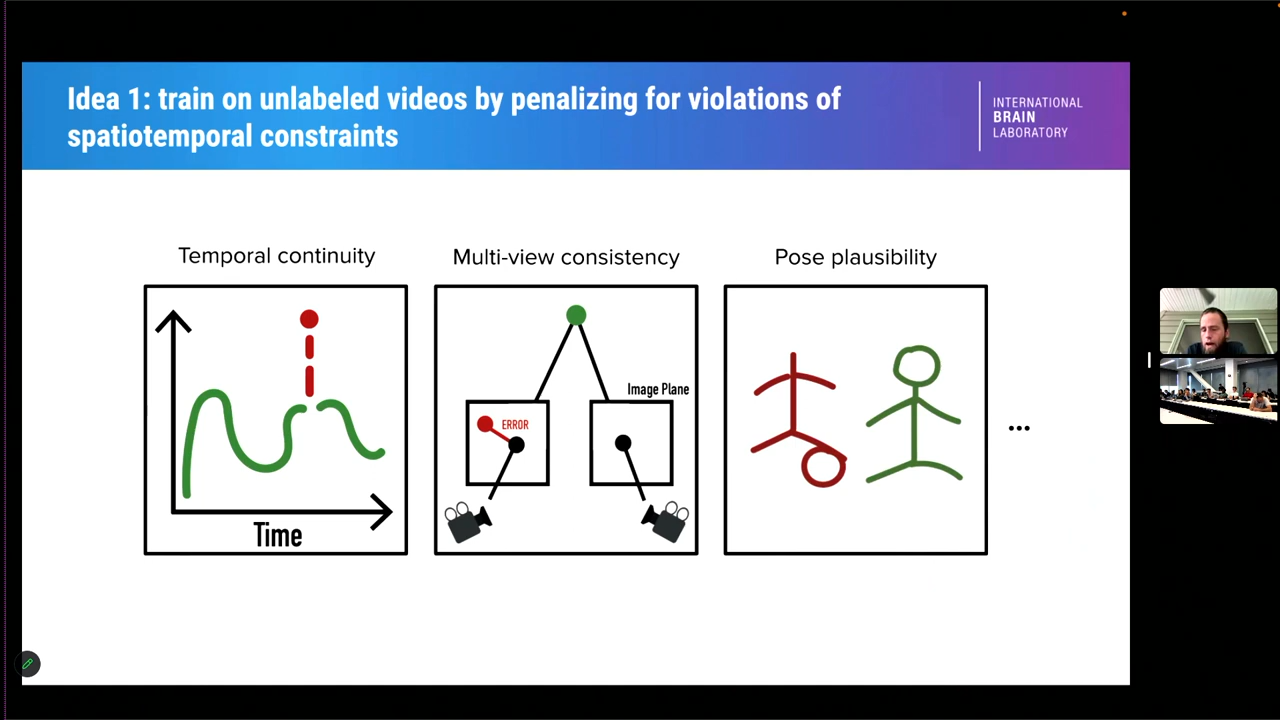 Idea 1: train on unlabeled videos by penalizing for violations of
spatiotemporal constraints
INTERNATIONAL
BRAIN
LABORATORY
Temporal continuity
Multi-view consistency
Pose plausibility
Image Plane
ERROR
Time
...